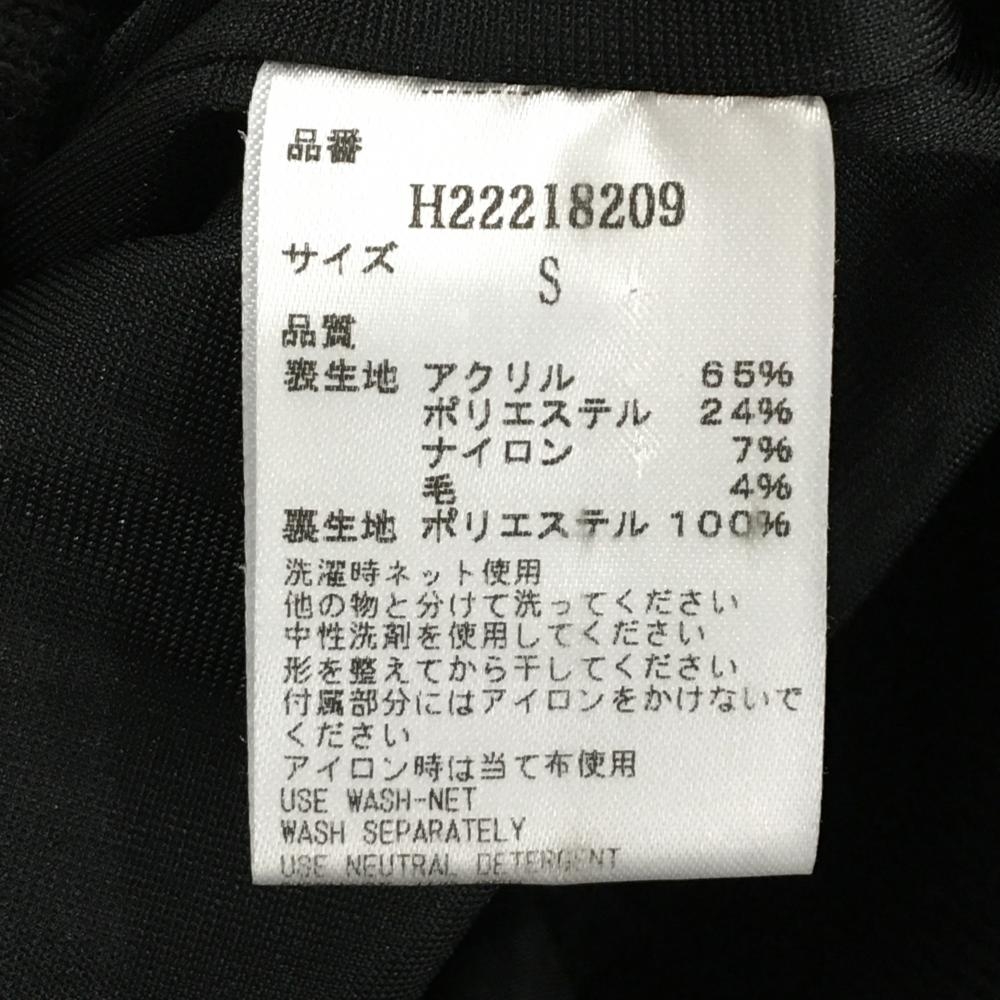 品番
H22218209
サイズ S
品質
表生地 アクリル 65%
ポリエステル 24%
ナイロン 7%
毛 4%
裏生地 ポリエステル 100%
洗濯時ネット使用
他の物と分けて洗ってください
中性洗剤を使用してください
形を整えてから干してください
付属部分にはアイロンをかけないで
ください
アイロン時は当て布使用
USE WASH-NET
WASH SEPARATELY
USE NEUTRAL DETERGENT